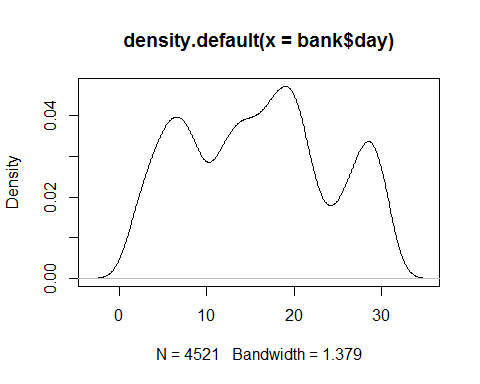 density.default(x = bank$day)
Density
0.04
0.02
0.00
0 10 20 30
N = 4521 Bandwidth = 1.379